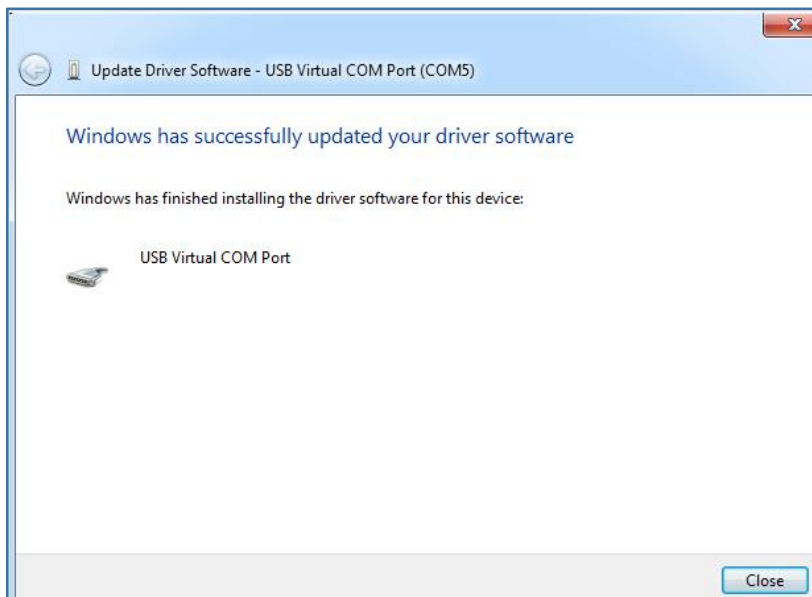 Update Driver Software - USB Virtual COM Port (COM5)
Windows has successfully updated your driver software
Windows has finished installing the driver software for this device:
USB Virtual COM Port
Close